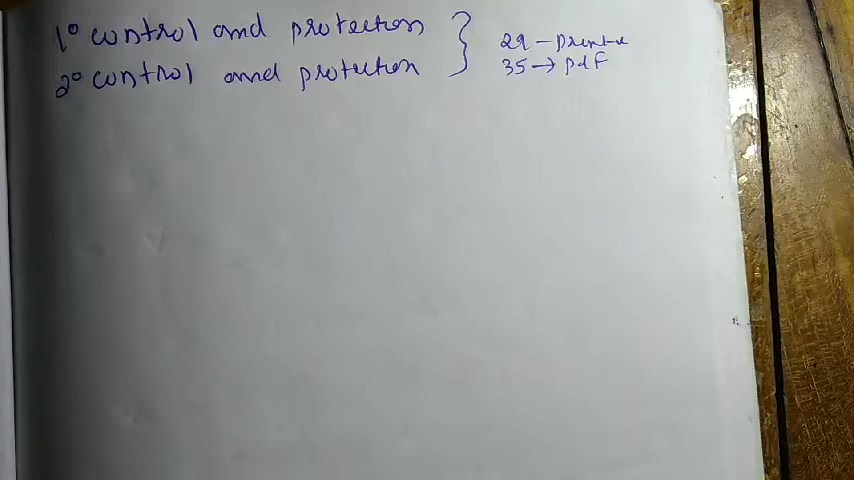 1° control and protection
2° control and protection
29 - printed
35 → pdf